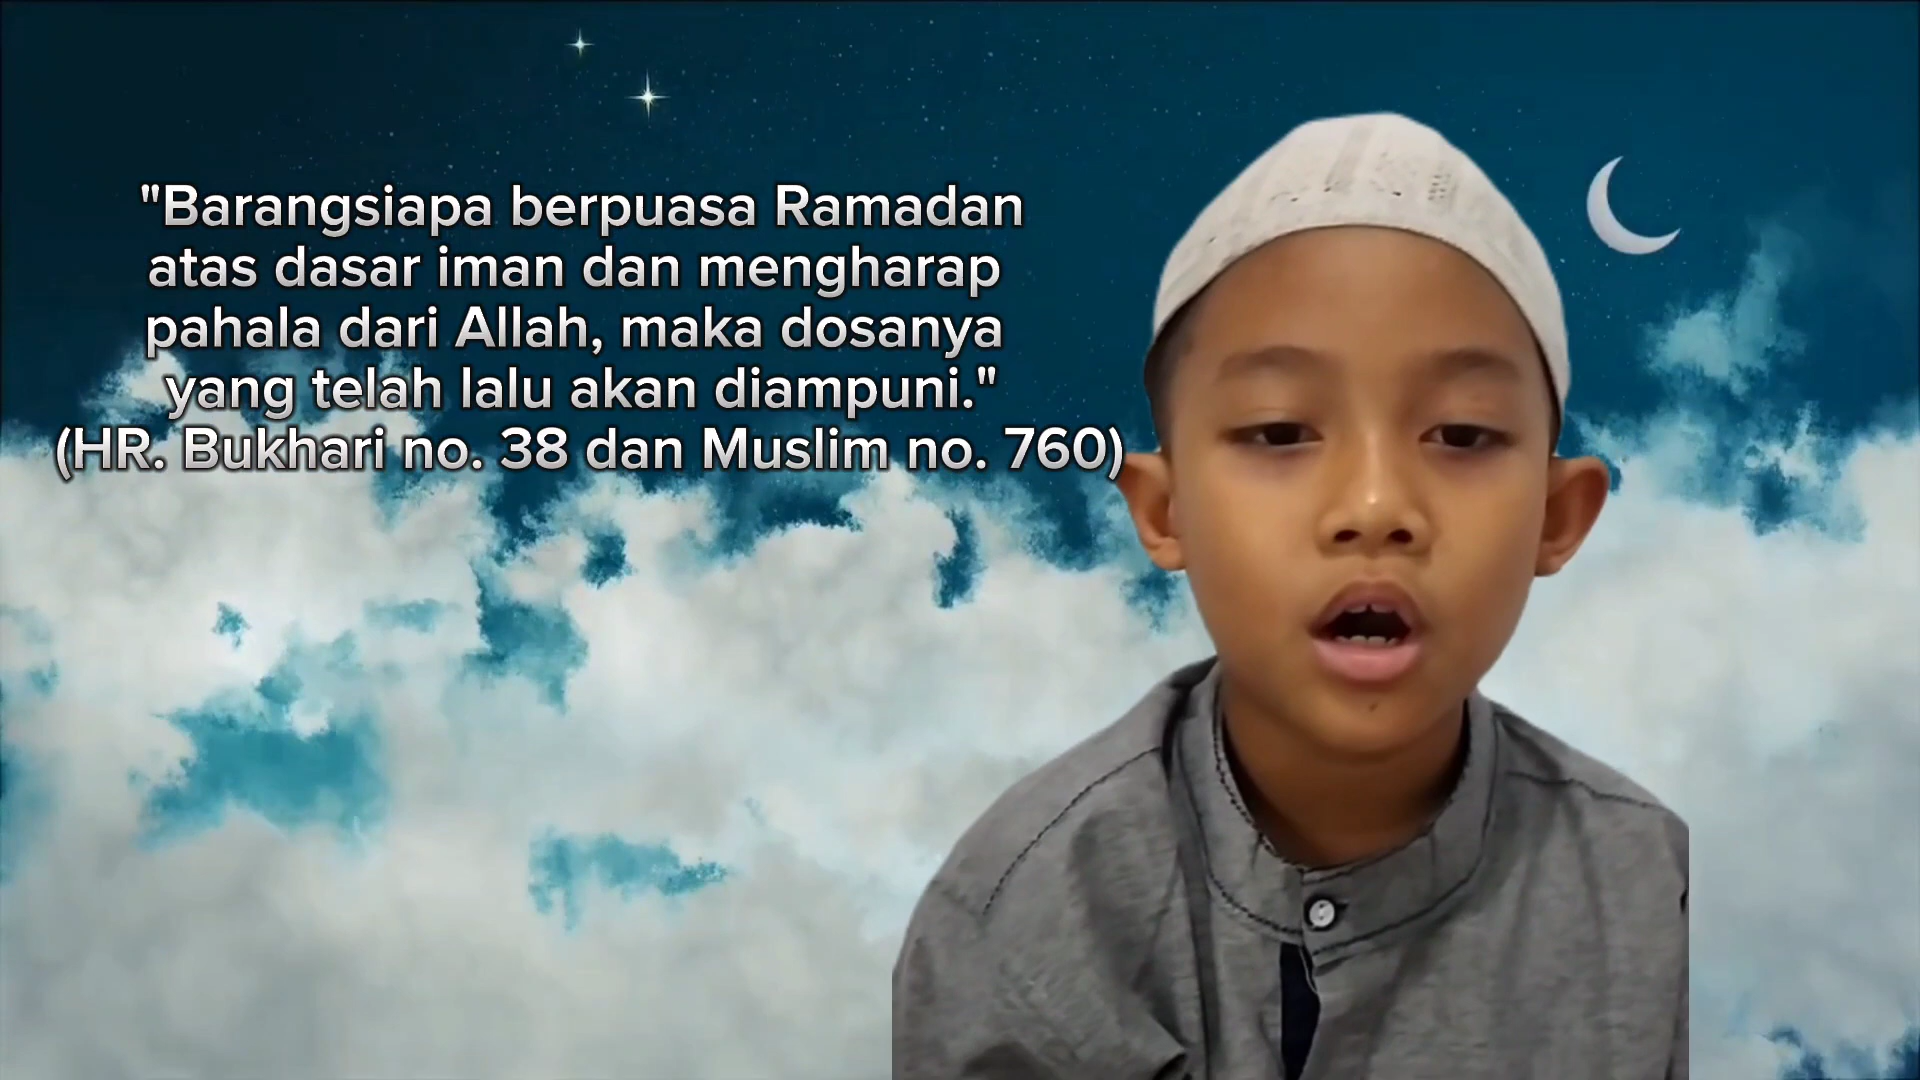 "Barangsiapa berpuasa Ramadan
atas dasar iman dan mengharap
pahala dari Allah, maka dosanya
yang telah lalu akan diampuni."
(HR. Bukhari no. 38 dan Muslim no. 760)